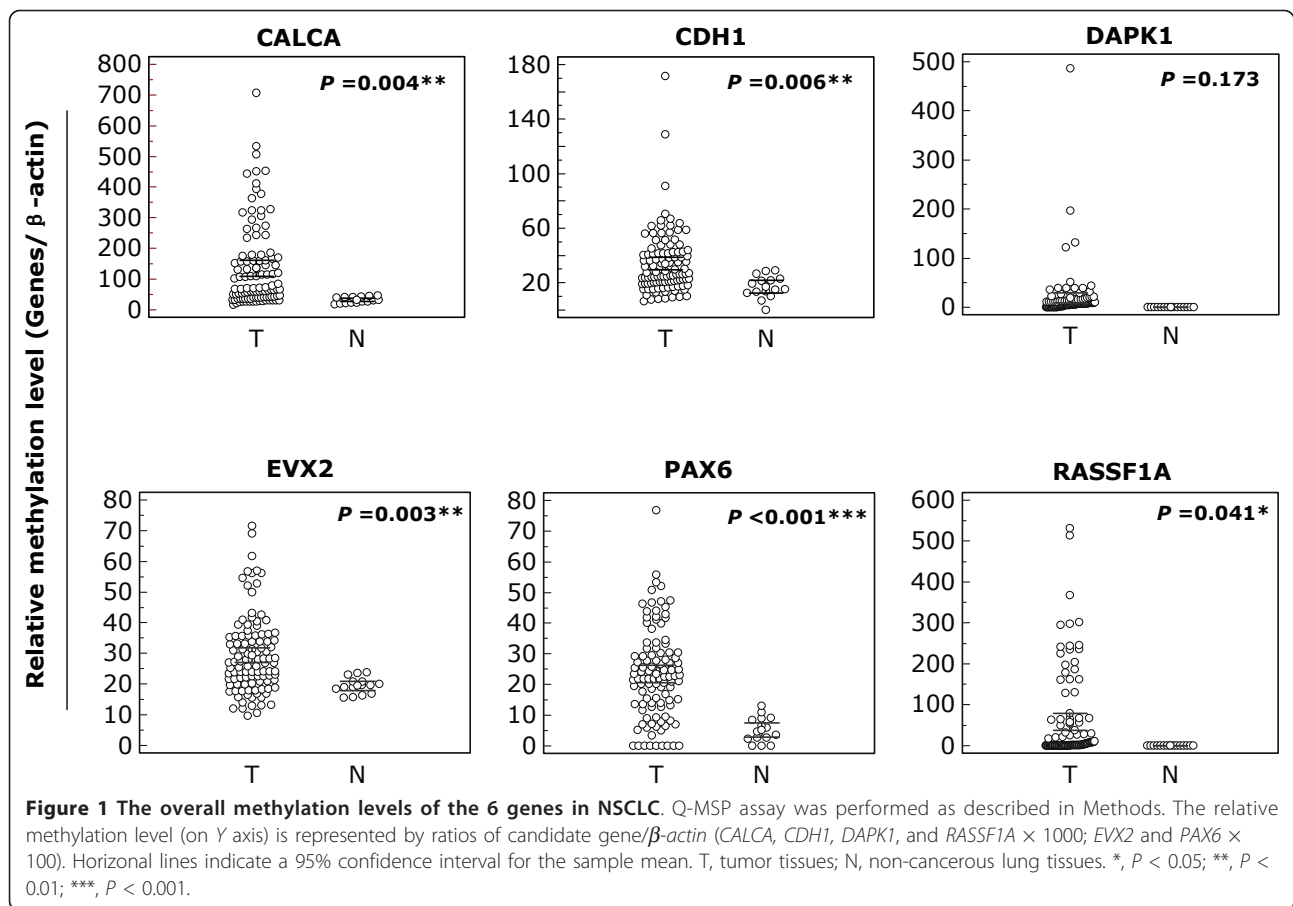 CALCA
CDH1
DAPK1
Relative methylation level (Genes/ β -actin)
800
700
600
500
400
300
200
100
0
P =0.004**
T N
180
140
100
60
20
P =0.006**
T N
500
400
300
200
100
0
P =0.173
T N
EVX2
PAX6
RASSF1A
80
70
60
50
40
30
20
10
0
P =0.003**
T N
80
70
60
50
40
30
20
10
0
P <0.001***
T N
600
500
400
300
200
100
0
P =0.041*
T N
Figure 1 The overall methylation levels of the 6 genes in NSCLC. Q-MSP assay was performed as described in Methods. The relative
methylation level (on Y axis) is represented by ratios of candidate gene/β-actin (CALCA, CDH1, DAPK1, and RASSF1A × 1000; EVX2 and PAX6 ×
100). Horizonal lines indicate a 95% confidence interval for the sample mean. T, tumor tissues; N, non-cancerous lung tissues. *, P < 0.05; **, P <
0.01; ***, P < 0.001.